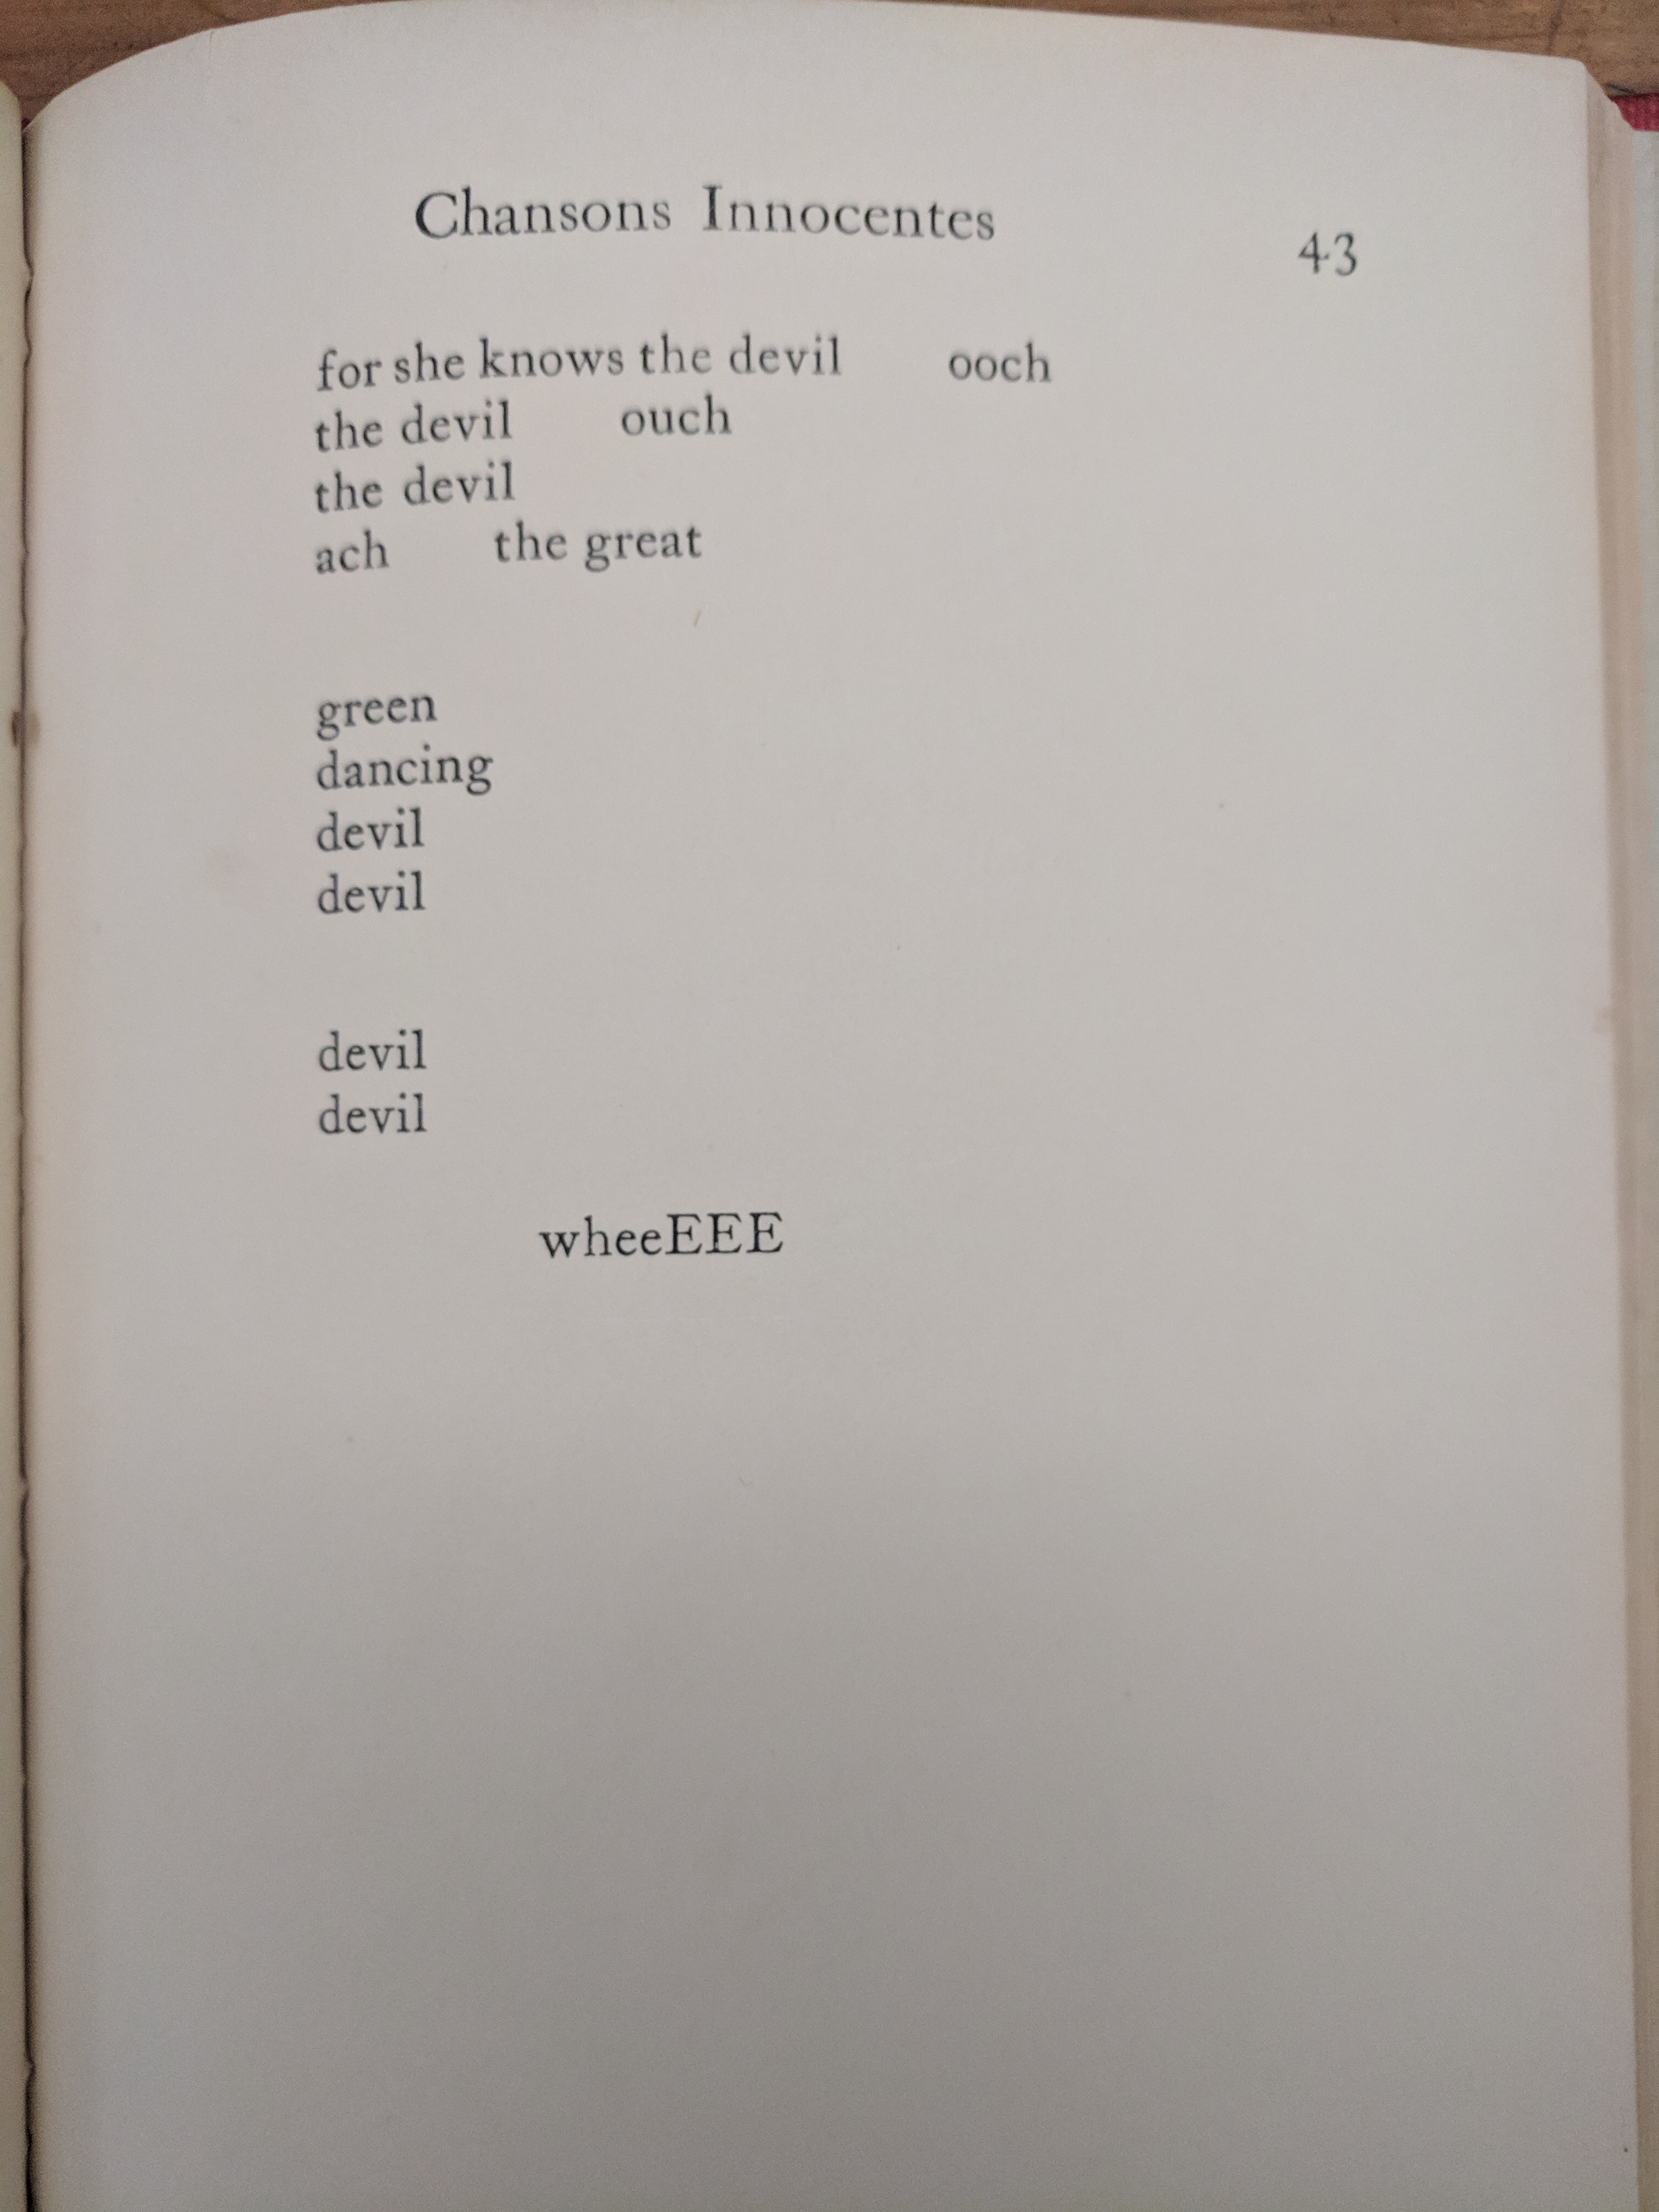 Chansons Innocentes 43
for she knows the devil ooch
the devil ouch
the devil
ach the great
green
dancing
devil
devil
devil
devil
wheeEEE